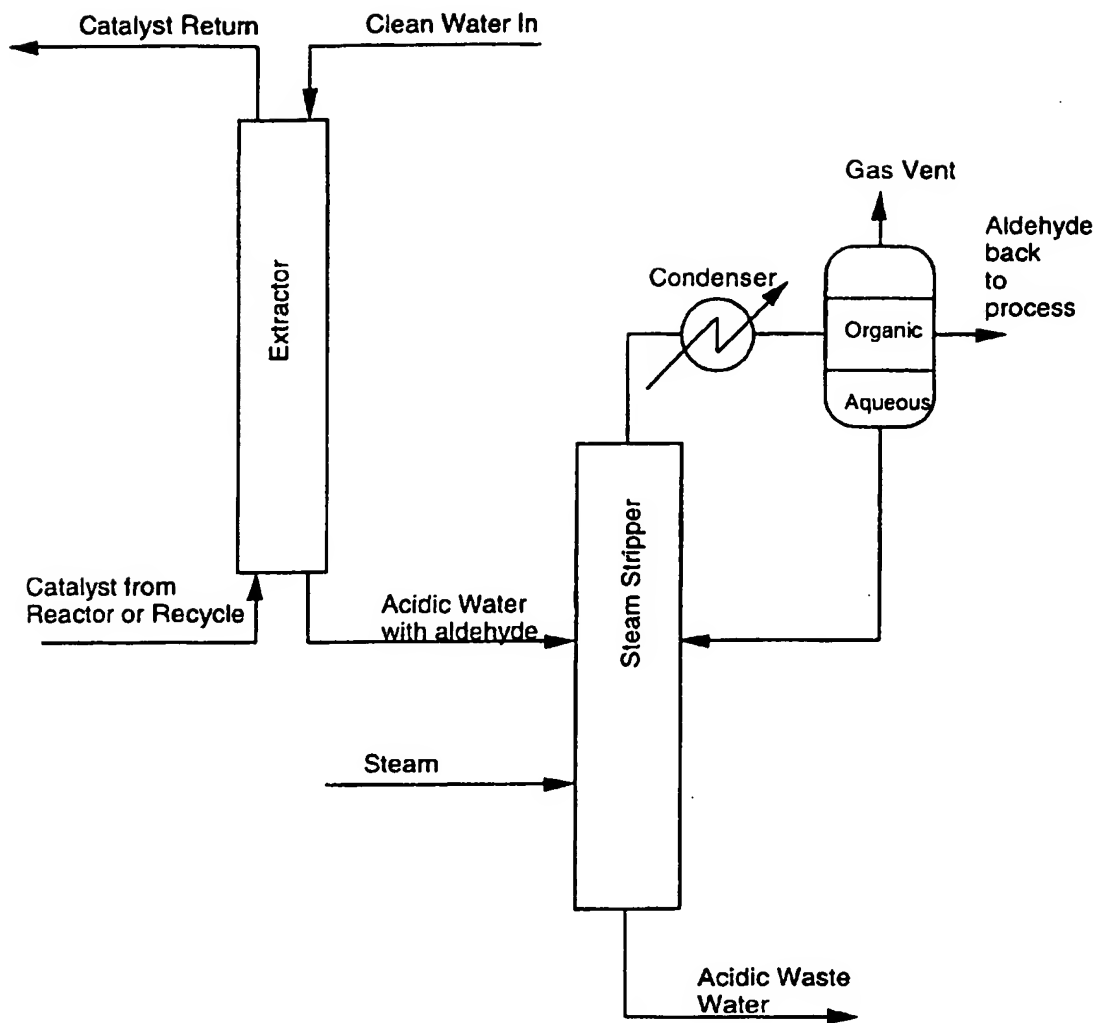 Catalyst Return
Clean Water In
Gas Vent
Aldehyde
back
to
process
Condenser
Organic
Aqueous
Extractor
Steam Stripper
Catalyst from
Reactor or Recycle
Acidic Water
with aldehyde
Steam
Acidic Waste
Water